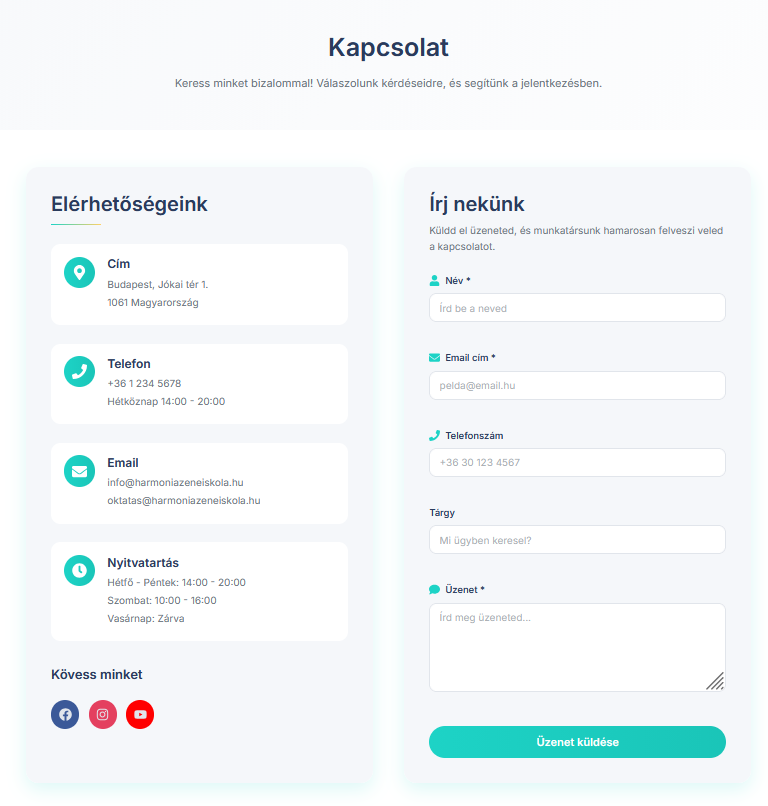 Kapcsolat
Keress minket bizalommal! Válaszolunk kérdéseidre, és segítünk a jelentkezésben.
Elérhetőségeink
Cím
Budapest, Jókai tér 1.
1061 Magyarország
Telefon
+36 1 234 5678
Hétköznap 14:00 - 20:00
Email
info@harmoniazeneiskola.hu
oktatas@harmoniazeneiskola.hu
Nyitvatartás
Hétfő - Péntek: 14:00 - 20:00
Szombat: 10:00 - 16:00
Vasárnap: Zárva
Kövess minket
Írj nekünk
Küldd el üzeneted, és munkatársunk hamarosan felveszi veled
a kapcsolatot.
Név *
Írd be a neved
Email cím *
pelda@email.hu
Telefonszám
+36 30 123 4567
Tárgy
Mi ügyben keresel?
Üzenet *
Írd meg üzeneted...
Üzenet küldése